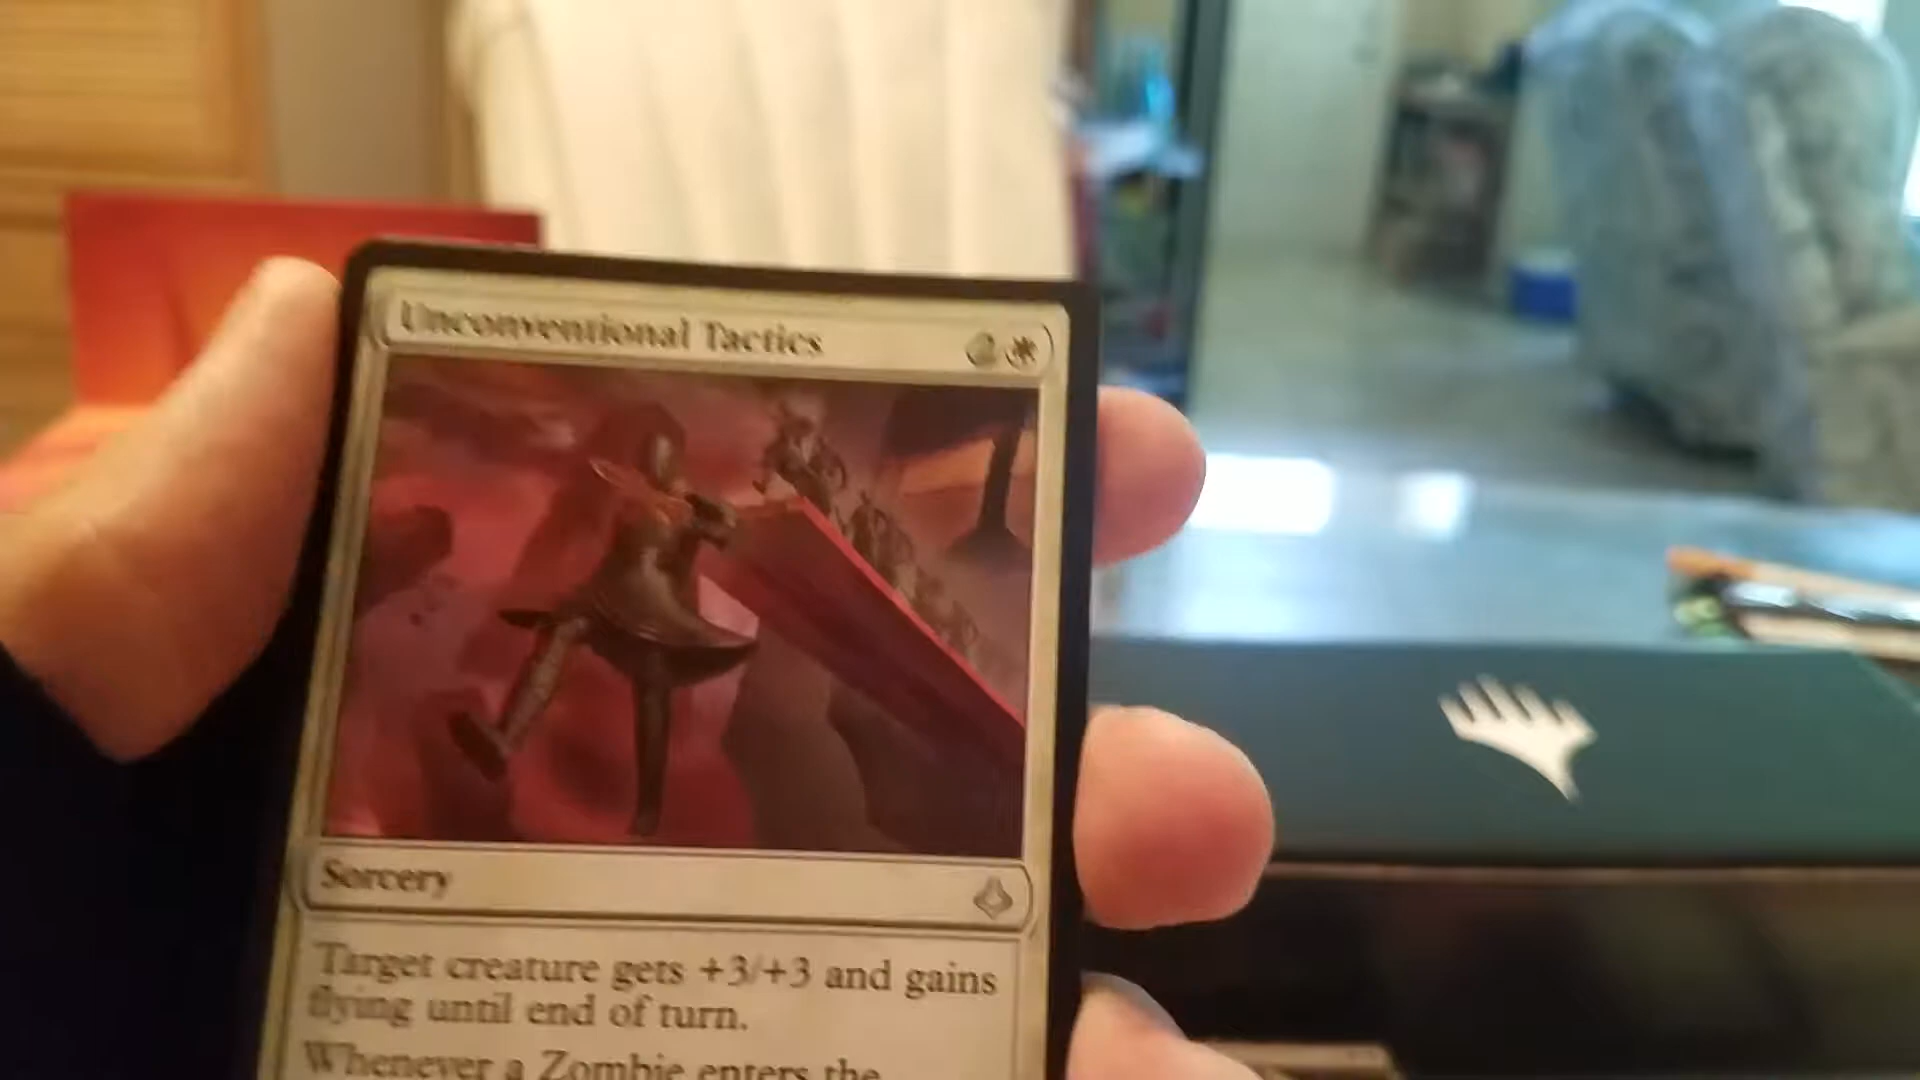 Unconventional Tactics 2
Sorcery
Target creature gets +3/+3 and gains
flying until end of turn.
Whenever a Zombie enters the